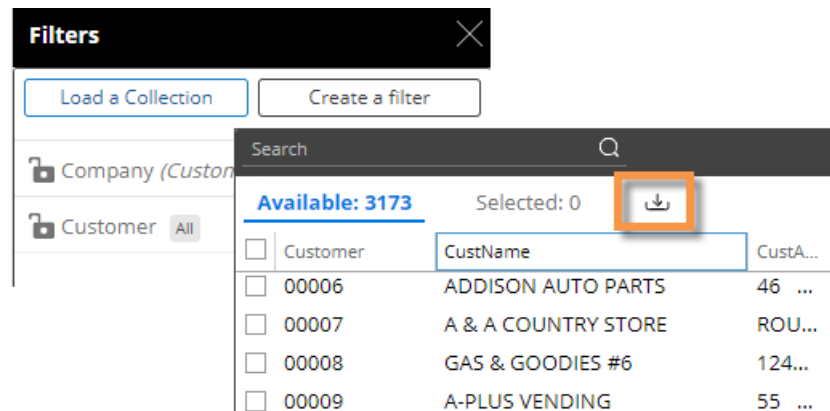 Filters
Load a Collection Create a filter
Search
Company (Custon
Available: 3173 Selected: 0
Customer All
Customer CustName CustA...
00006 ADDISON AUTO PARTS 46 ...
00007 A & A COUNTRY STORE ROU...
00008 GAS & GOODIES #6 124...
00009 A-PLUS VENDING 55 ...